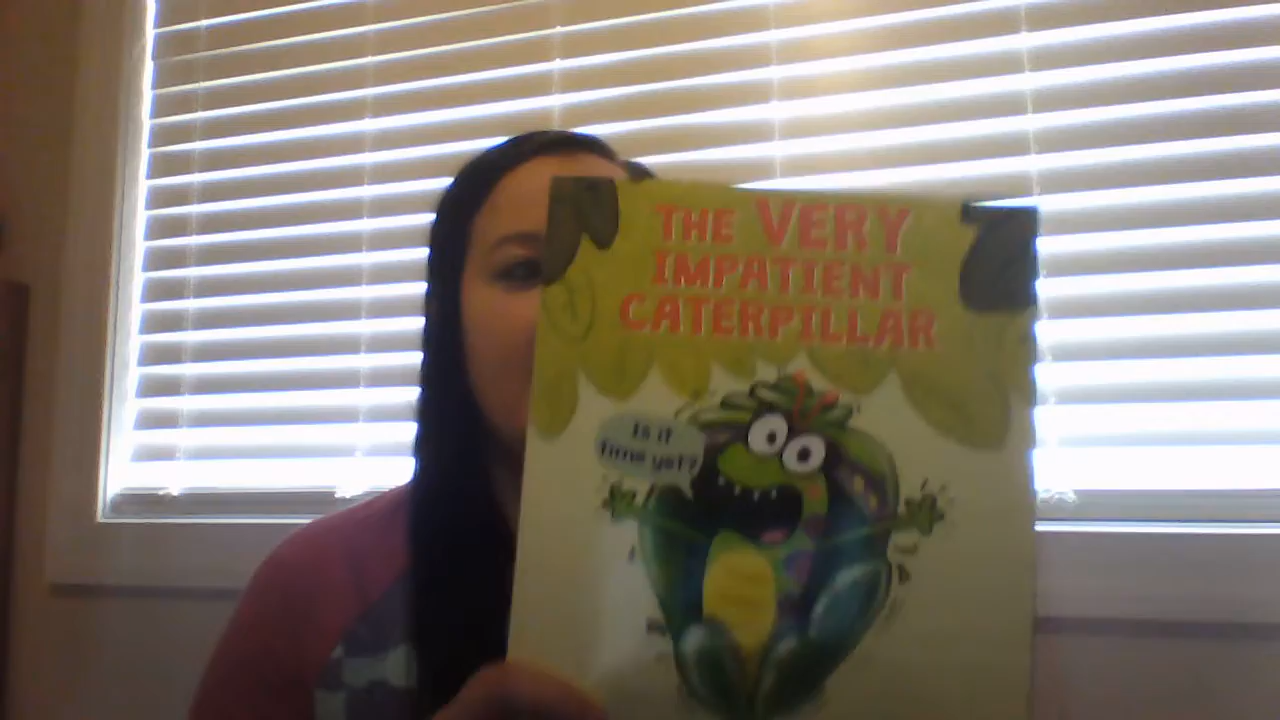 THE VERY
IMPATIENT
CATERPILLAR
Is it
time yet?